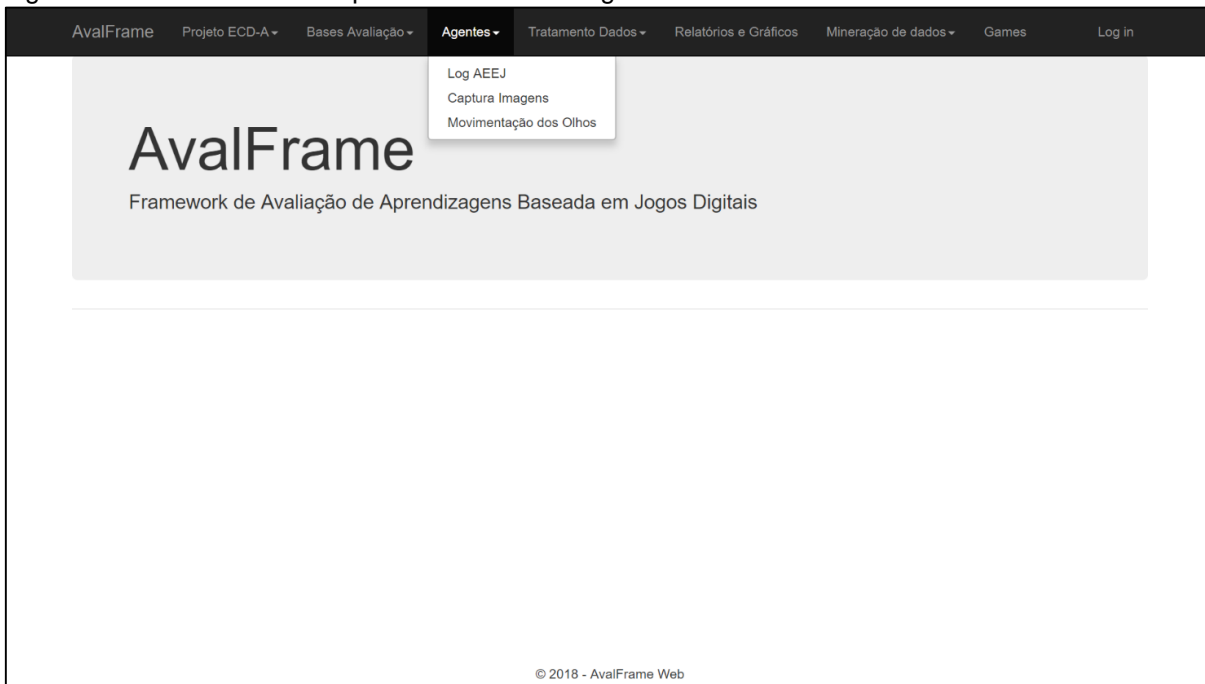 AvalFrame Projeto ECD-A Bases Avaliação Agentes Tratamento Dados Relatórios e Gráficos Mineração de dados Games Log in
Log AEEJ
Captura Imagens
Movimentação dos Olhos
AvalFrame
Framework de Avaliação de Aprendizagens Baseada em Jogos Digitais
© 2018 - AvalFrame Web